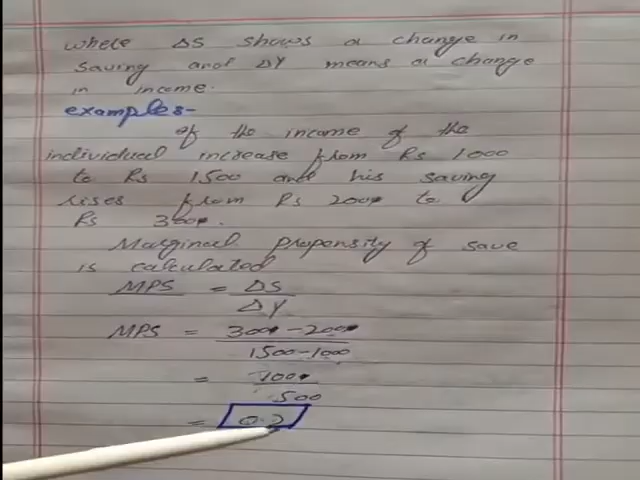 where ΔS shows a change in
saving and ΔY means a change
in income.
examples-
If the income of the
individual increase from Rs 1000
to Rs 1500 and his saving
rises from Rs 200 to
Rs 300.
Marginal propensity of save
is calculated
MPS = ΔS
ΔY
MPS = 300-200
1500-1000
= 100
500
= 0.2